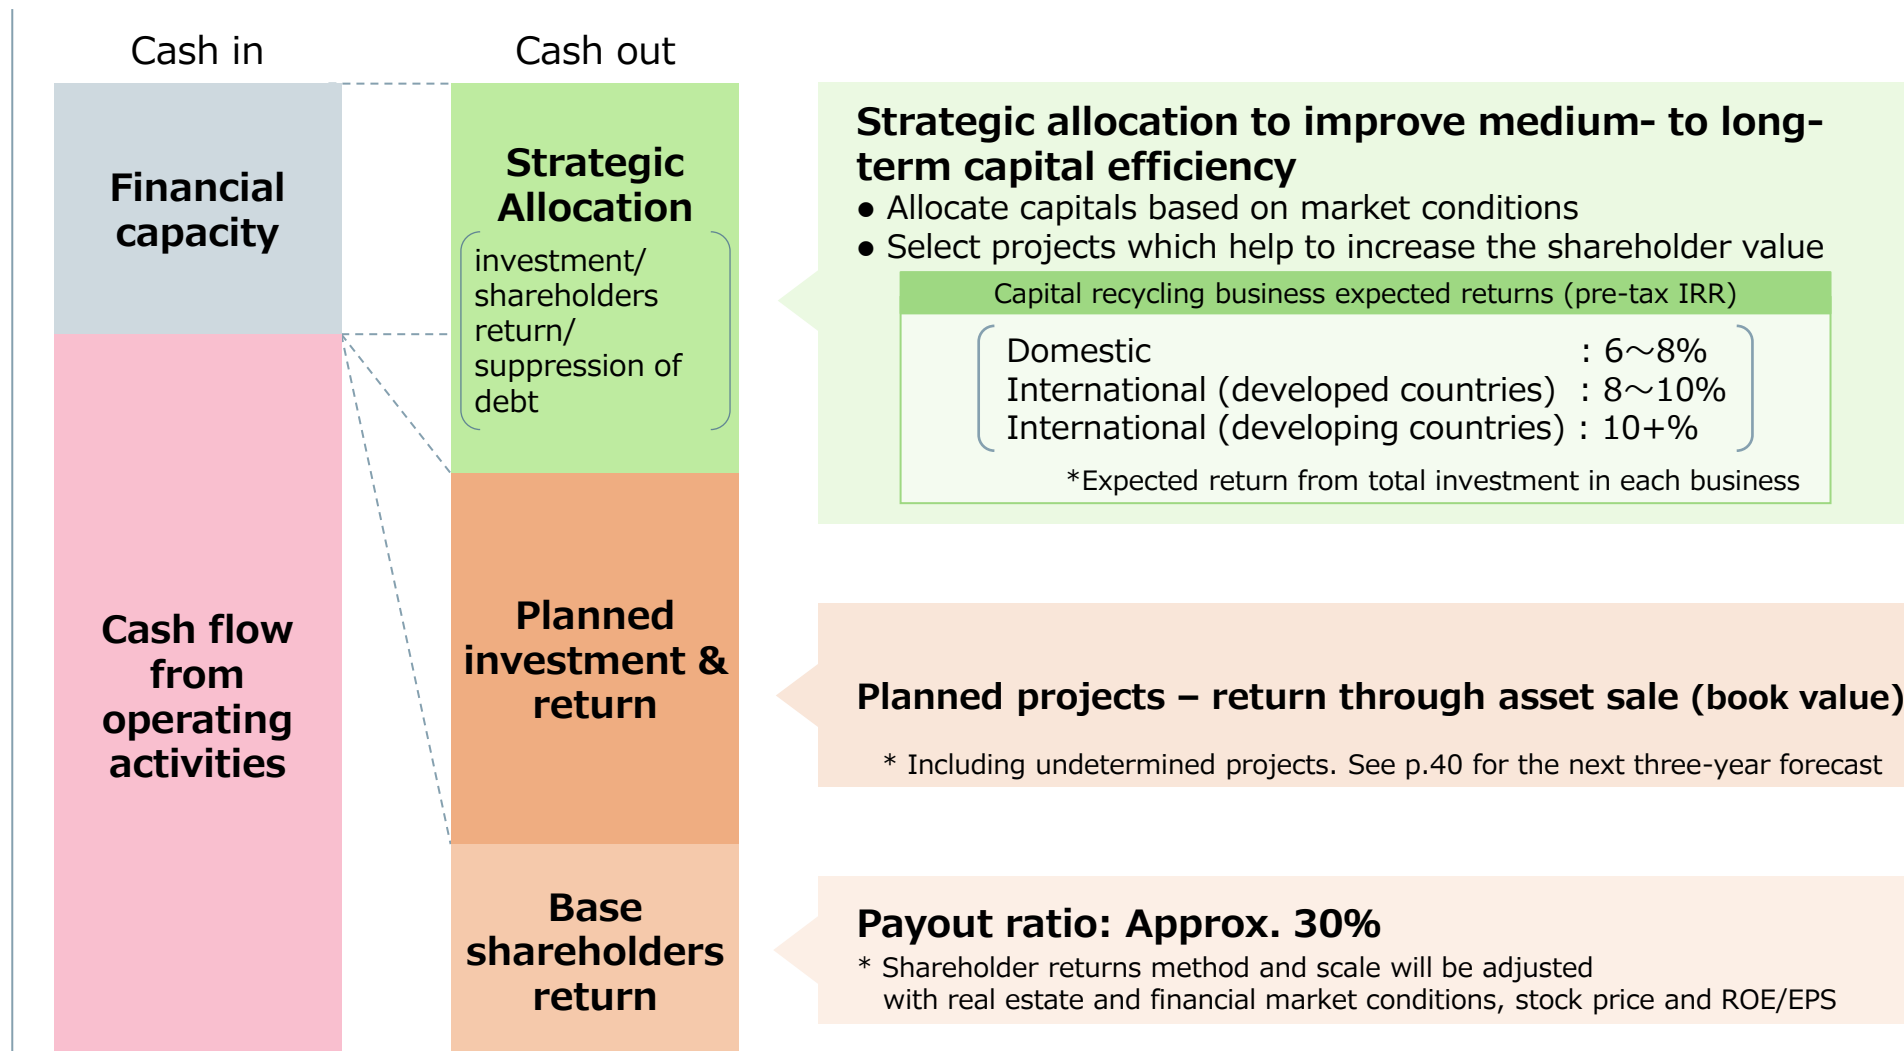 Cash in
Cash out
Financial
capacity
Cash flow
from
operating
activities
Strategic
Allocation
investment/
shareholders
return/
suppression of
debt
Planned
investment &
return
Base
shareholders
return
Strategic allocation to improve medium- to long-
term capital efficiency
● Allocate capitals based on market conditions
● Select projects which help to increase the shareholder value
Capital recycling business expected returns (pre-tax IRR)
Domestic : 6～8%
International (developed countries) : 8～10%
International (developing countries) : 10+%
*Expected return from total investment in each business
Planned projects – return through asset sale (book value)
* Including undetermined projects. See p.40 for the next three-year forecast
Payout ratio: Approx. 30%
* Shareholder returns method and scale will be adjusted
with real estate and financial market conditions, stock price and ROE/EPS